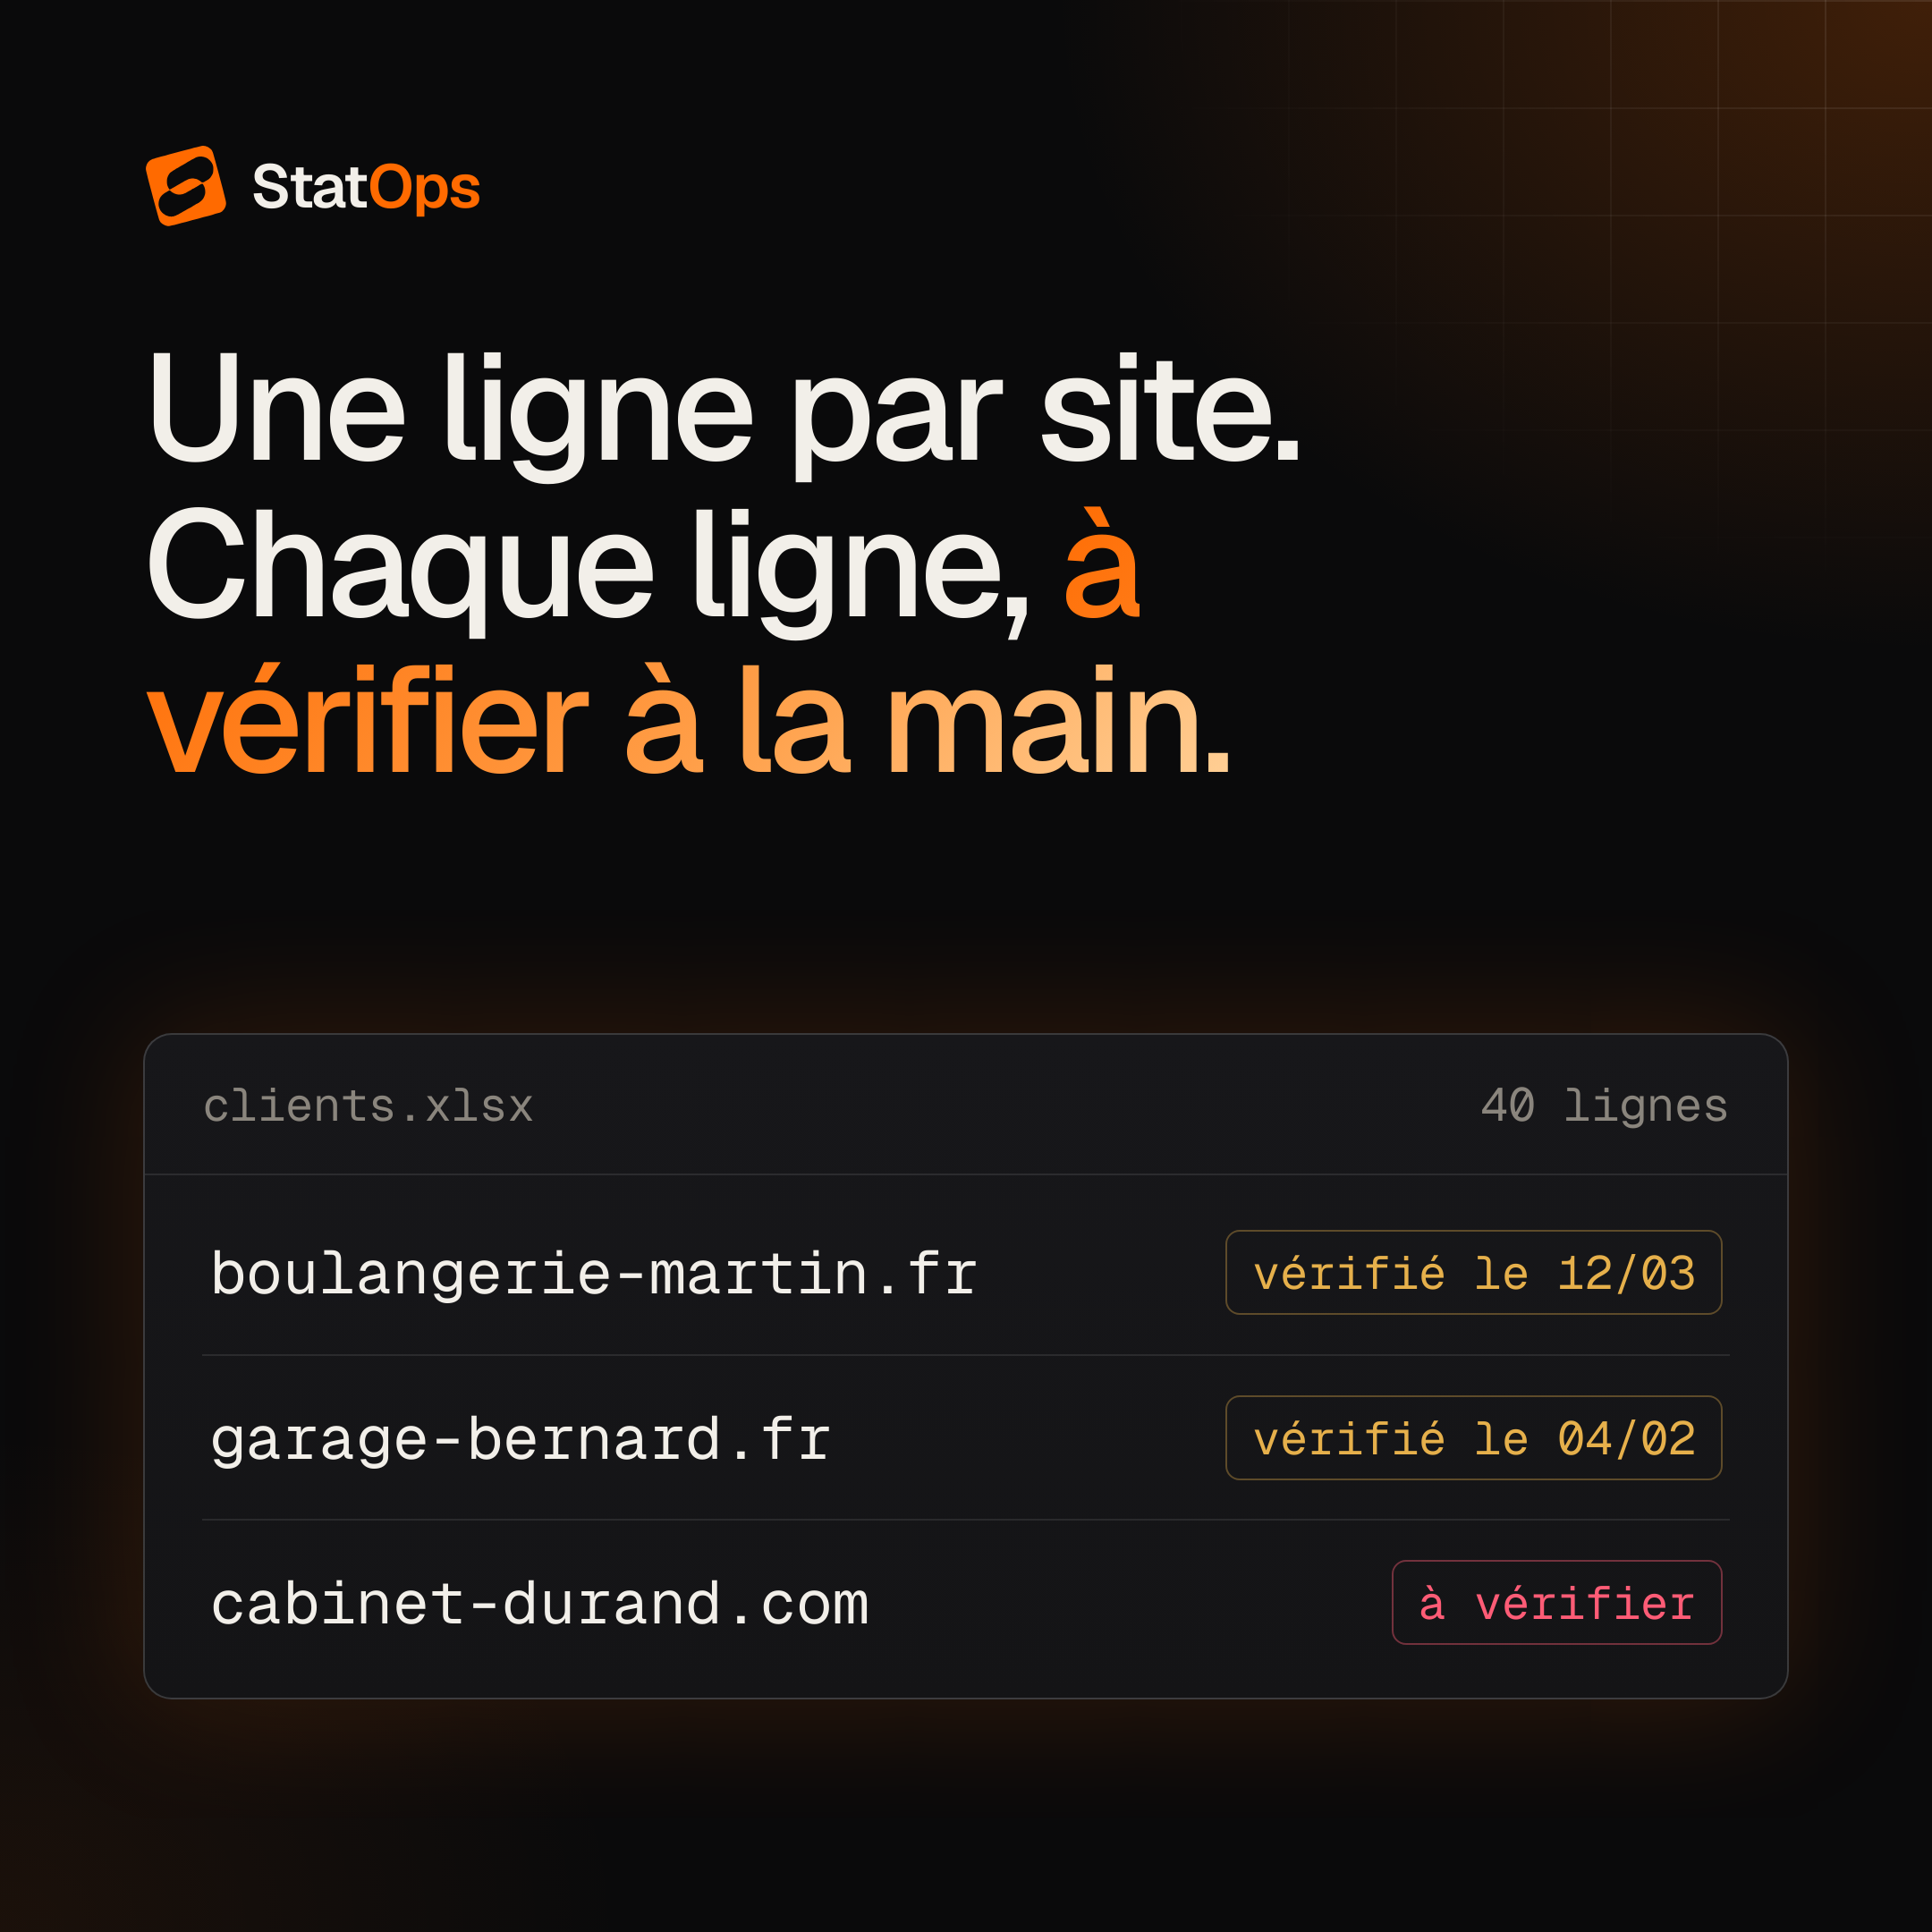 StatOps
Une ligne par site.
Chaque ligne, à
vérifier à la main.
clients.xlsx 40 lignes
boulangerie-martin.fr vérifié le 12/03
garage-bernard.fr vérifié le 04/02
cabinet-durand.com à vérifier